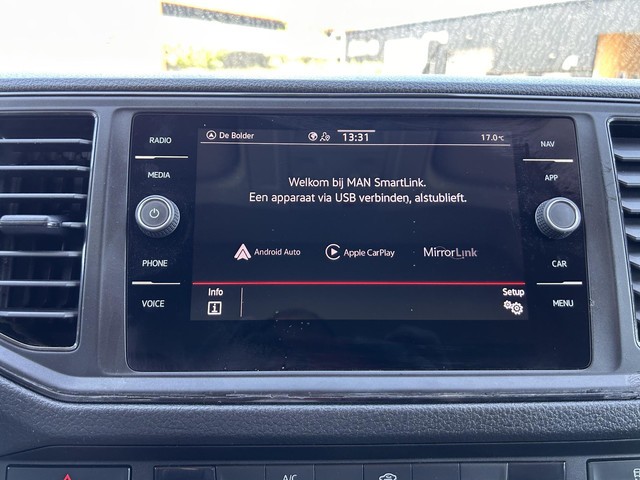 RADIO
MEDIA
PHONE
VOICE
De Bolder 13:31 17.0°C
Welkom bij MAN SmartLink.
Een apparaat via USB verbinden, alstublieft.
Android Auto Apple CarPlay MirrorLink
Info Setup
NAV
APP
CAR
MENU
A/C